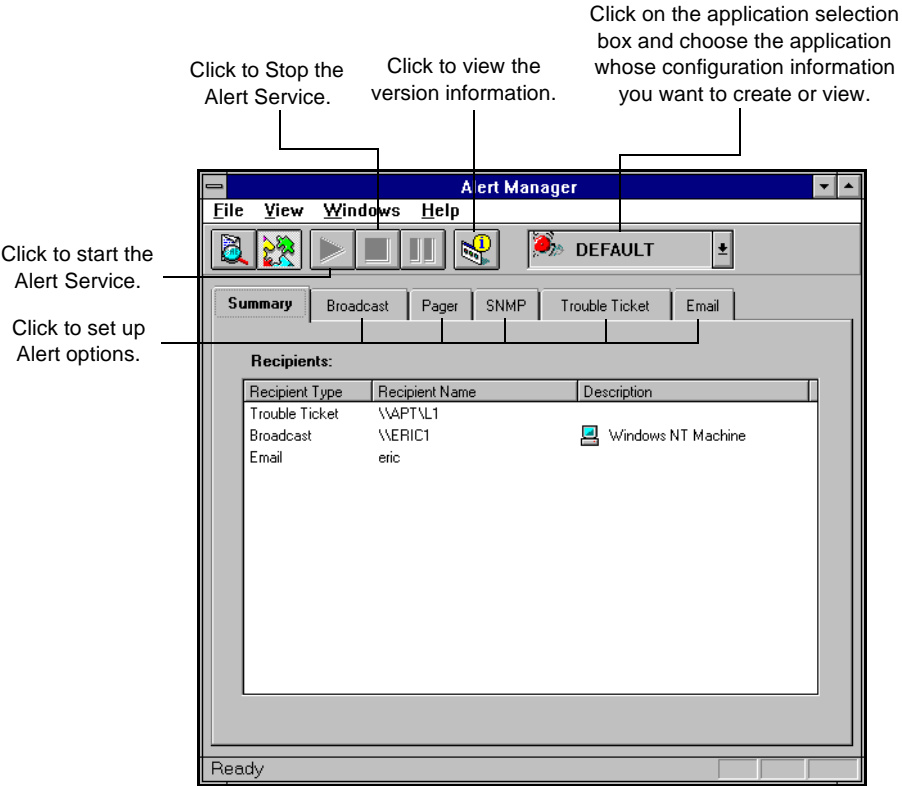 Click on the application selection
box and choose the application
whose configuration information
you want to create or view.
Click to Stop the
Alert Service.
Click to view the
version information.
Alert Manager
File View Windows Help
DEFAULT
Click to start the
Alert Service.
Summary Broadcast Pager SNMP Trouble Ticket Email
Click to set up
Alert options.
Recipients:
Recipient Type Recipient Name Description
Trouble Ticket \\APT\L1
Broadcast \\ERIC1 Windows NT Machine
Email eric
Ready